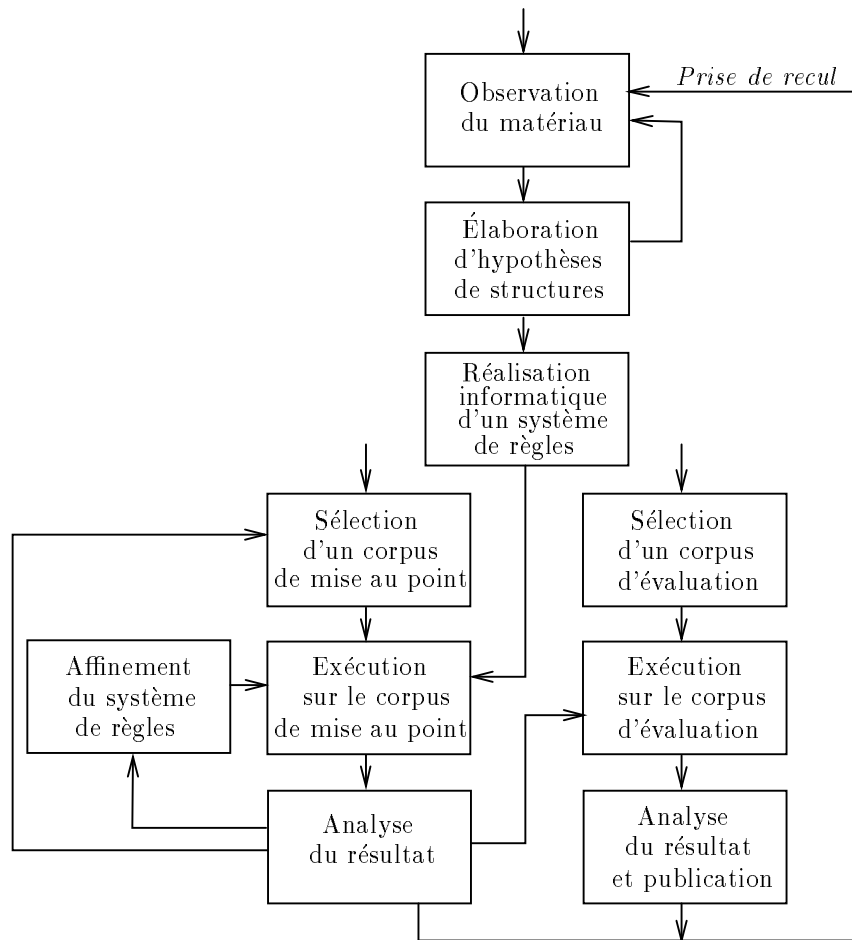 Prise de recul
Observation
du matériau
Élaboration
d'hypothèses
de structures
Réalisation
informatique
d'un système
de règles
Sélection
d'un corpus
de mise au point
Sélection
d'un corpus
d'évaluation
Affinement
du système
de règles
Exécution
sur le corpus
de mise au point
Exécution
sur le corpus
d'évaluation
Analyse
du résultat
Analyse
du résultat
et publication